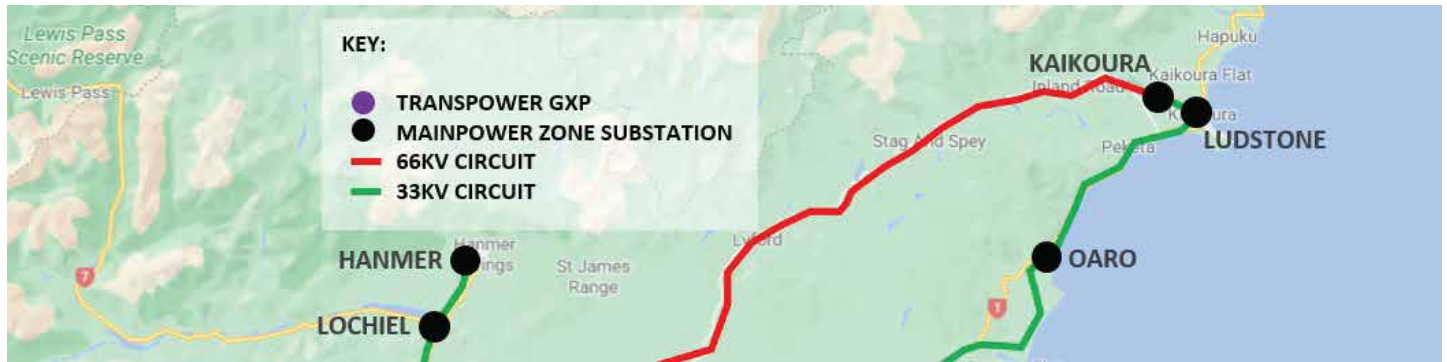 Lewis Pass
Scenic Reserve
Lewis Pass
7
KEY:
TRANSPOWER GXP
MAINPOWER ZONE SUBSTATION
66KV CIRCUIT
33KV CIRCUIT
Hapuku
KAIKOURA
Kaikoura Flat
Inland Road
LUDSTONE
Stag And Spey
Peketa
Lyford
HANMER
Hanmer
St James
Range
OARO
1
LOCHIEL